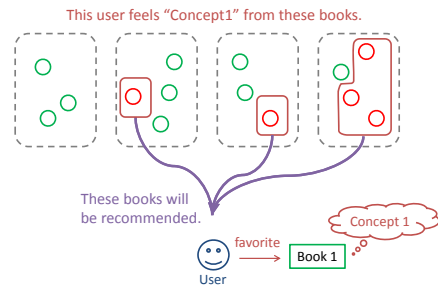 This user feels “Concept1” from these books.
These books will
be recommended.
Concept 1
favorite
Book 1
User